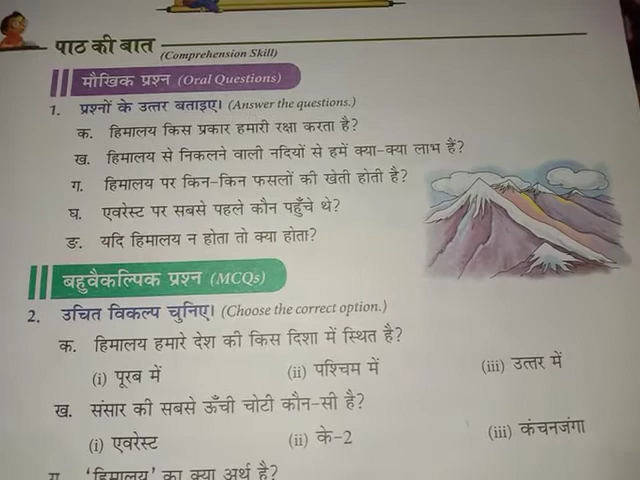 पाठ की बात (Comprehension Skill)
मौखिक प्रश्न (Oral Questions)
1. प्रश्नों के उत्तर बताइए। (Answer the questions.)
क. हिमालय किस प्रकार हमारी रक्षा करता है?
ख. हिमालय से निकलने वाली नदियों से हमें क्या-क्या लाभ हैं?
ग. हिमालय पर किन-किन फसलों की खेती होती है?
घ. एवरेस्ट पर सबसे पहले कौन पहुँचे थे?
ङ. यदि हिमालय न होता तो क्या होता?
बहुवैकल्पिक प्रश्न (MCQs)
2. उचित विकल्प चुनिए। (Choose the correct option.)
क. हिमालय हमारे देश की किस दिशा में स्थित है?
(i) पूरब में (ii) पश्चिम में (iii) उत्तर में
ख. संसार की सबसे ऊँची चोटी कौन-सी है?
(i) एवरेस्ट (ii) के-2 (iii) कंचनजंगा
ग. 'हिमालय' का क्या अर्थ है?